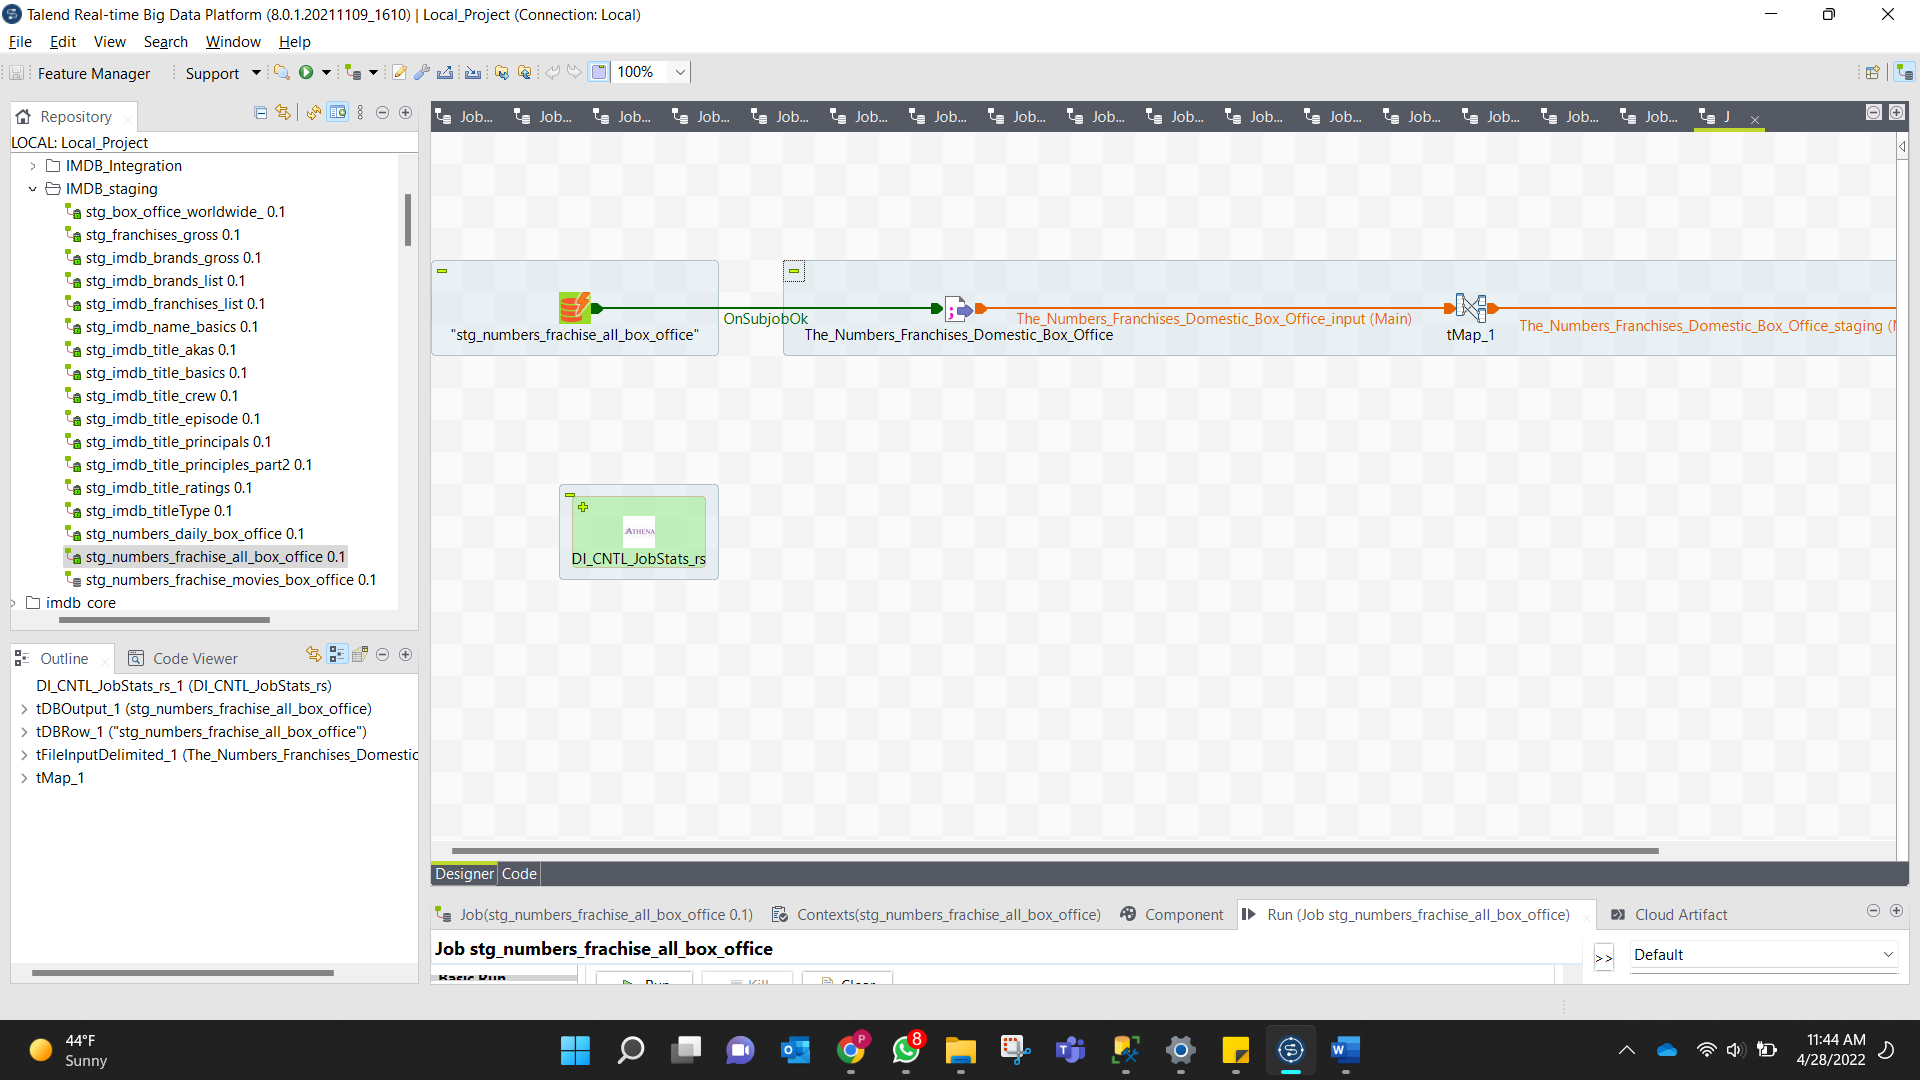 Talend Real-time Big Data Platform (8.0.1.20211109_1610) | Local_Project (Connection: Local)
File Edit View Search Window Help
Feature Manager Support 100%
Repository
LOCAL: Local_Project
IMDB_Integration
IMDB_staging
stg_box_office_worldwide_ 0.1
stg_franchises_gross 0.1
stg_imdb_brands_gross 0.1
stg_imdb_brands_list 0.1
stg_imdb_franchises_list 0.1
stg_imdb_name_basics 0.1
stg_imdb_title_akas 0.1
stg_imdb_title_basics 0.1
stg_imdb_title_crew 0.1
stg_imdb_title_episode 0.1
stg_imdb_title_principals 0.1
stg_imdb_title_principles_part2 0.1
stg_imdb_title_ratings 0.1
stg_imdb_titleType 0.1
stg_numbers_daily_box_office 0.1
stg_numbers_frachise_all_box_office 0.1
stg_numbers_frachise_movies_box_office 0.1
imdb core
Outline Code Viewer
DI_CNTL_JobStats_rs_1 (DI_CNTL_JobStats_rs)
tDBOutput_1 (stg_numbers_frachise_all_box_office)
tDBRow_1 ("stg_numbers_frachise_all_box_office")
tFileInputDelimited_1 (The_Numbers_Franchises_Domestic
tMap_1
Job... Job... Job... Job... Job... Job... Job... Job... Job... Job... Job... Job... Job... Job... Job... Job... J
OnSubjobOk
The_Numbers_Franchises_Domestic_Box_Office_input (Main)
The_Numbers_Franchises_Domestic_Box_Office_staging (
"stg_numbers_frachise_all_box_office"
The_Numbers_Franchises_Domestic_Box_Office
tMap_1
ATHENA
DI_CNTL_JobStats_rs
Designer Code
Job(stg_numbers_frachise_all_box_office 0.1) Contexts(stg_numbers_frachise_all_box_office) Component Run (Job stg_numbers_frachise_all_box_office) Cloud Artifact
Job stg_numbers_frachise_all_box_office
>> Default
Basic Run
Run Kill Clear
44°F
Sunny
P
8
11:44 AM
4/28/2022